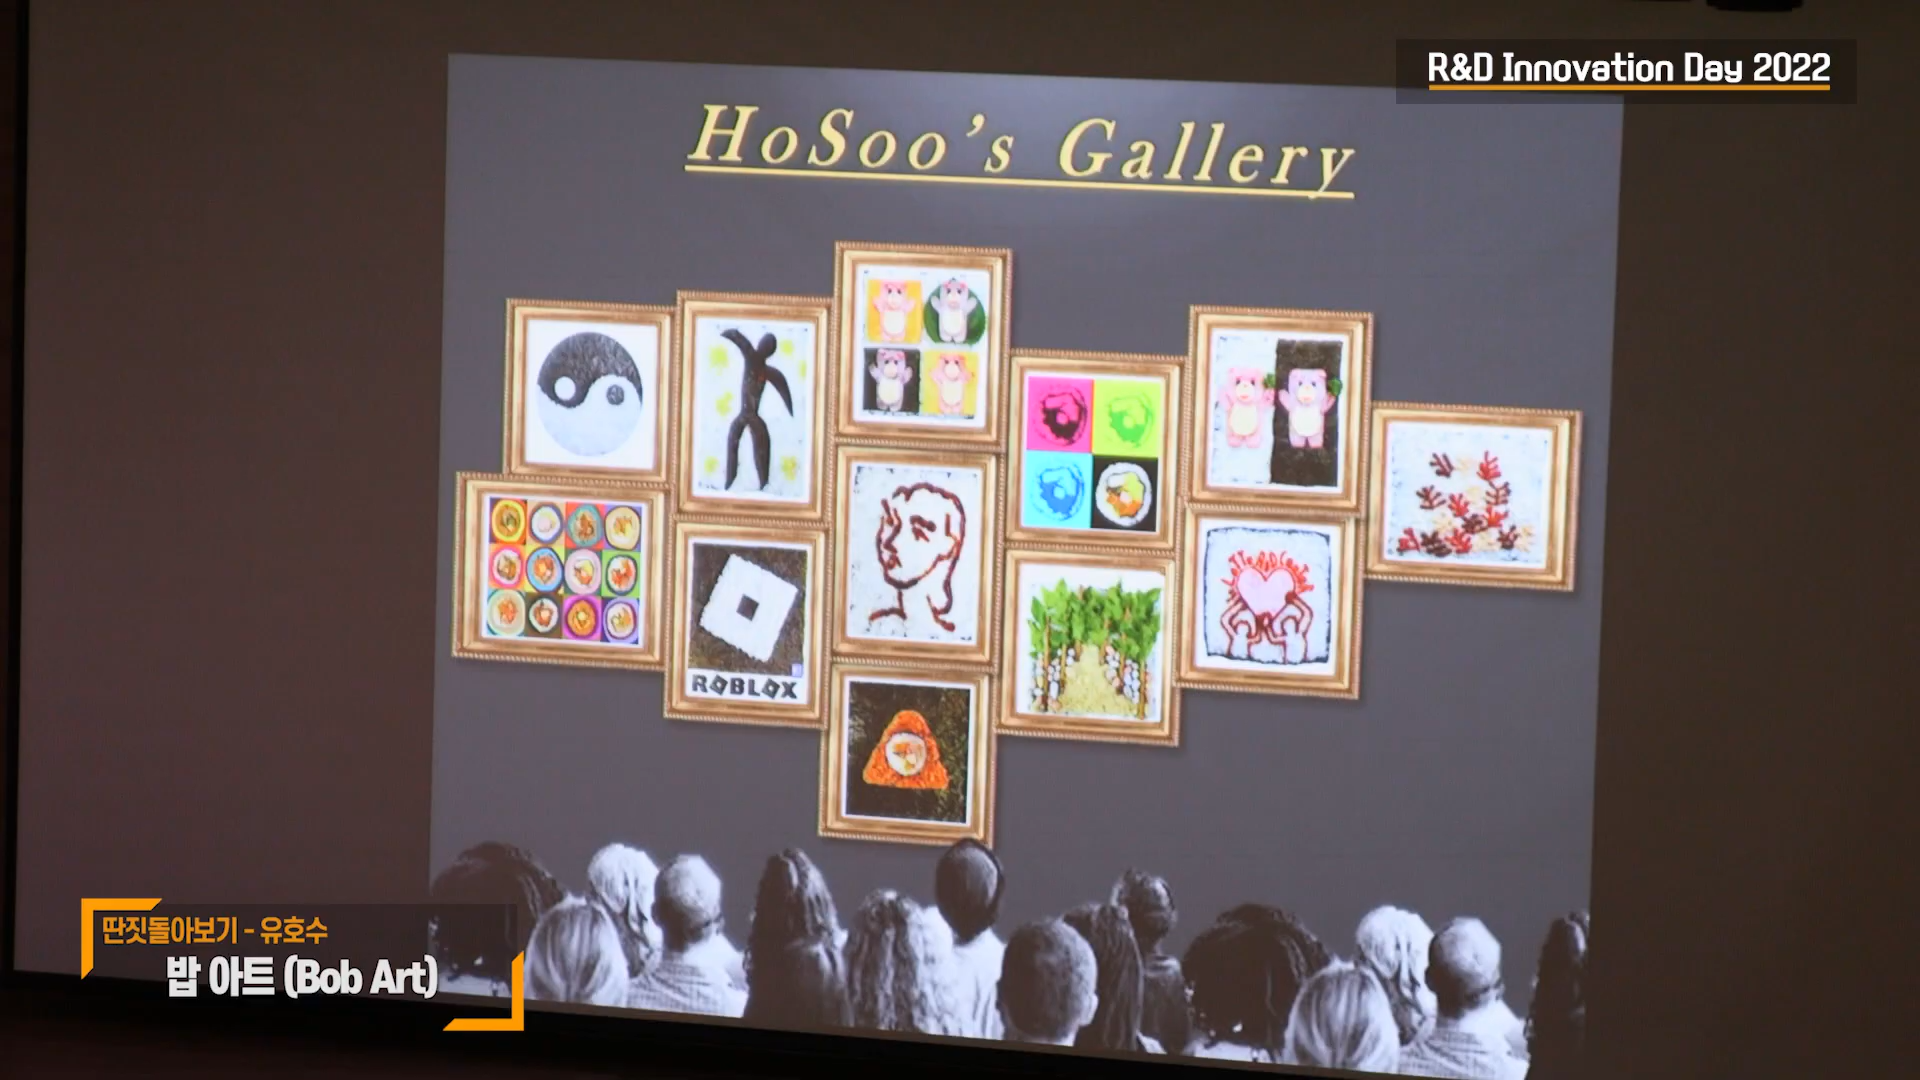 R&D Innovation Day 2022
HoSoo's Gallery
ROBLOX
딴짓돌아보기 - 유호수
밥 아트 (Bob Art)